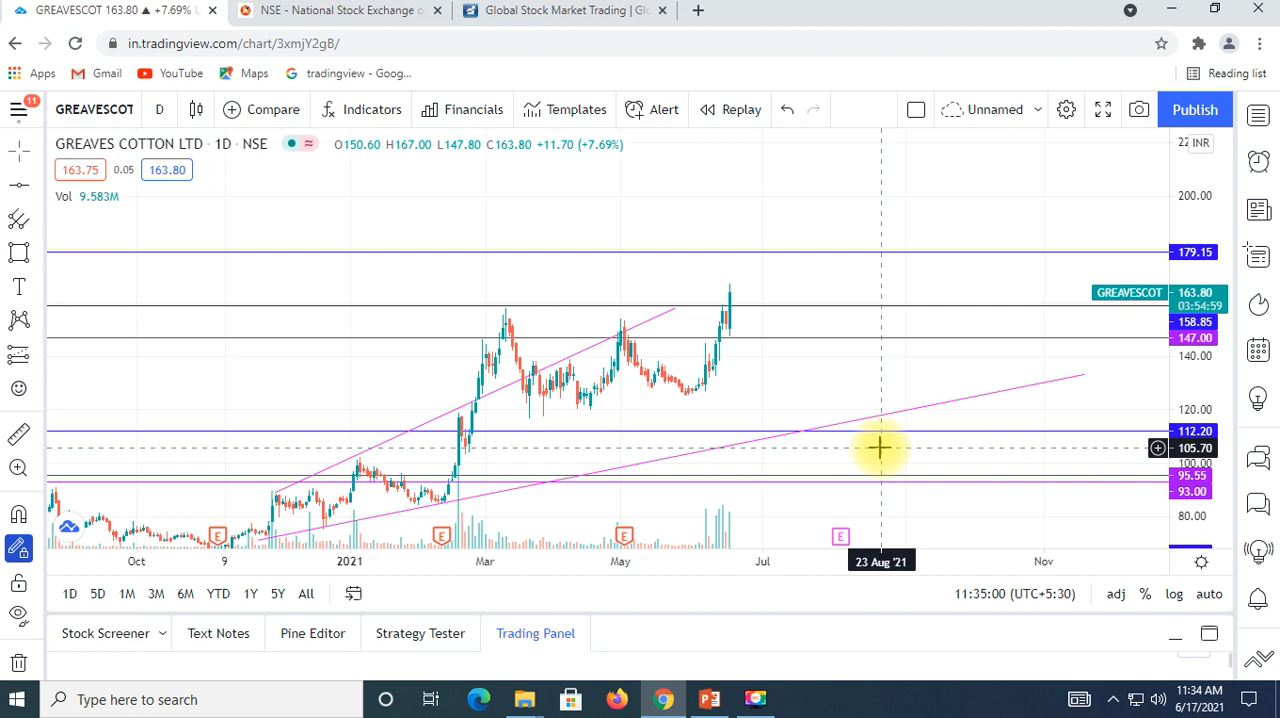 GREAVESCOT 163.80 ▲ +7.69% U
NSE - National Stock Exchange o
Global Stock Market Trading | Glo
in.tradingview.com/chart/3xmjY2gB/
Apps Gmail YouTube Maps tradingview - Goog... Reading list
11
GREAVESCOT D Compare Indicators Financials Templates Alert Replay Unnamed Publish
GREAVES COTTON LTD · 1D · NSE O150.60 H167.00 L147.80 C163.80 +11.70 (+7.69%)
INR
163.75 0.05 163.80
Vol 9.583M
200.00
179.15
GREAVESCOT 163.80
03:54:59
158.85
147.00
140.00
120.00
112.20
105.70
100.00
95.55
93.00
80.00
E E E E
Oct 9 2021 Mar May Jul 23 Aug '21 Nov
1D 5D 1M 3M 6M YTD 1Y 5Y All 11:35:00 (UTC+5:30) adj % log auto
Stock Screener Text Notes Pine Editor Strategy Tester Trading Panel
Type here to search
11:34 AM
6/17/2021